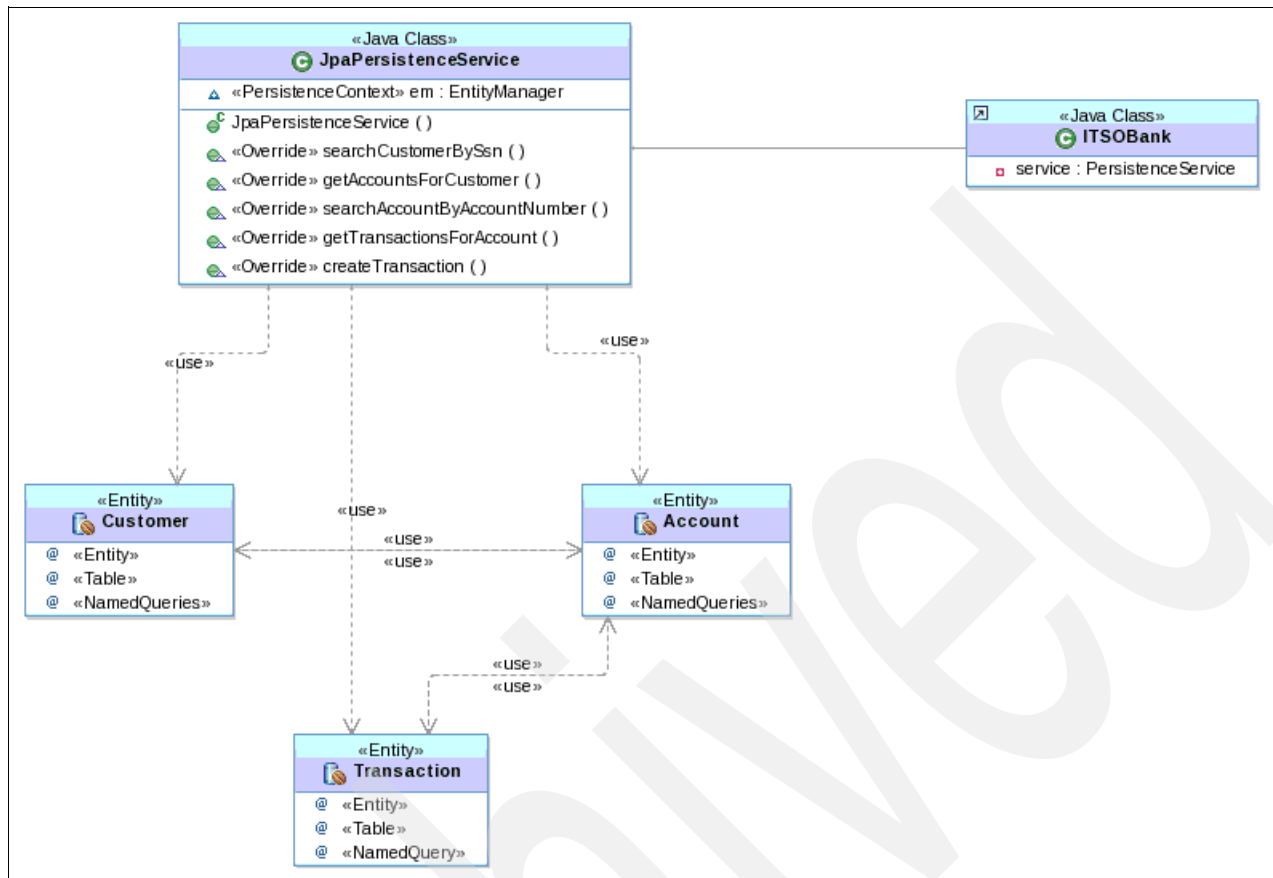 «Java Class»
JpaPersistenceService
«PersistenceContext» em : EntityManager
JpaPersistenceService ( )
«Override» searchCustomerBySsn ( )
«Override» getAccountsForCustomer ( )
«Override» searchAccountByAccountNumber ( )
«Override» getTransactionsForAccount ( )
«Override» createTransaction ( )
«Java Class»
ITSOBank
service : PersistenceService
«use»
«use»
«Entity»
Customer
@ «Entity»
@ «Table»
@ «NamedQueries»
«use»
«use»
«use»
«Entity»
Account
@ «Entity»
@ «Table»
@ «NamedQueries»
«use»
«use»
«Entity»
Transaction
@ «Entity»
@ «Table»
@ «NamedQuery»